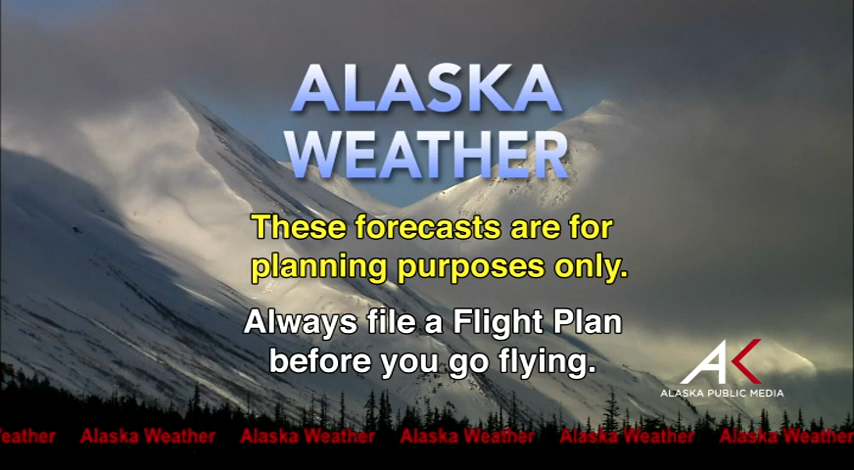 ALASKA
WEATHER
These forecasts are for
planning purposes only.
Always file a Flight Plan
before you go flying.
AK
ALASKA PUBLIC MEDIA
eather Alaska Weather Alaska Weather Alaska Weather Alaska Weather Alaska Weather